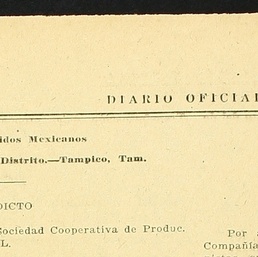 DIARIO OFICIAL
idos Mexicanos
Distrito.—Tampico, Tam.
DICTO
Sociedad Cooperativa de Produc.
L.
Por
Compañía